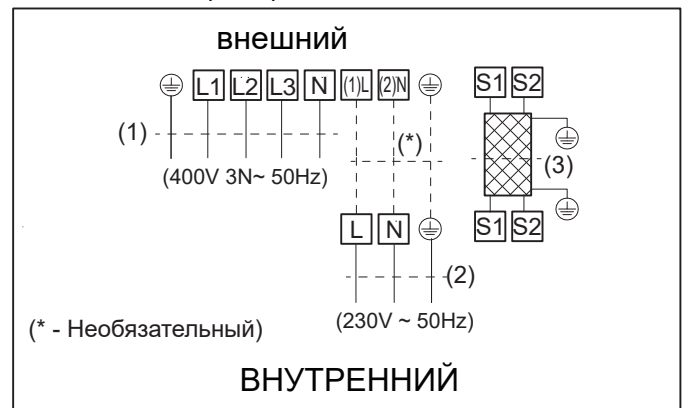 внешний
L1 L2 L3 N (1)L (2)N S1 S2
(1)
(*)
(3)
(400V 3N~ 50Hz)
L N S1 S2
(2)
(* - Необязательный)
(230V ~ 50Hz)
ВНУТРЕННИЙ